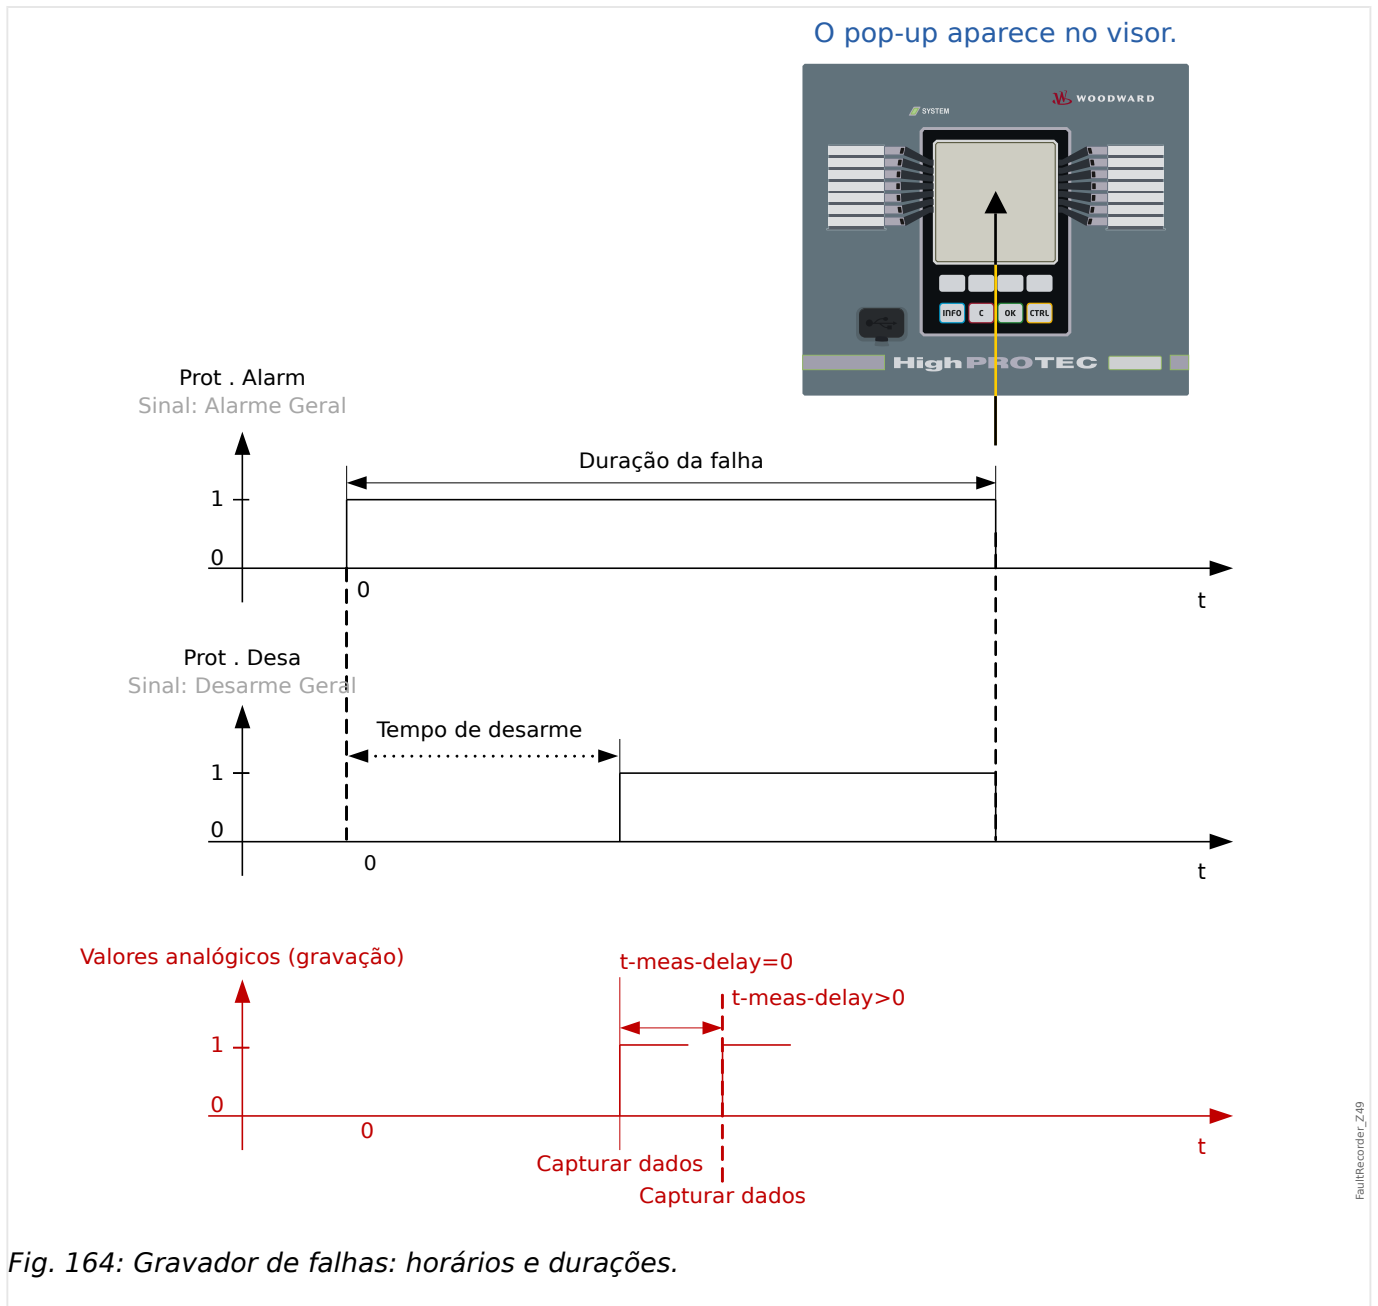 O pop-up aparece no visor.
WOODWARD
SYSTEM
INFO
C
OK
CTRL
HighPROTEC
Prot . Alarm
Sinal: Alarme Geral
Duração da falha
1
0
0
t
Prot . Desa
Sinal: Desarme Geral
Tempo de desarme
1
0
0
t
Valores analógicos (gravação)
t-meas-delay=0
t-meas-delay>0
1
0
0
t
Capturar dados
Capturar dados
FaultRecorder_Z49
Fig. 164: Gravador de falhas: horários e durações.